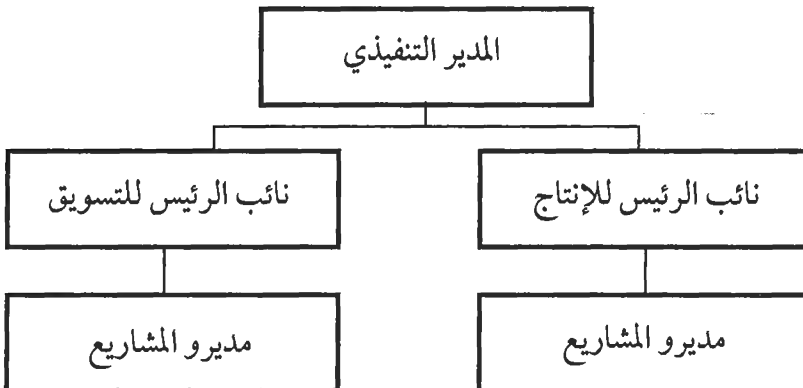 المدير التنفيذي
نائب الرئيس للإنتاج
نائب الرئيس للتسويق
مديرو المشاريع
مديرو المشاريع